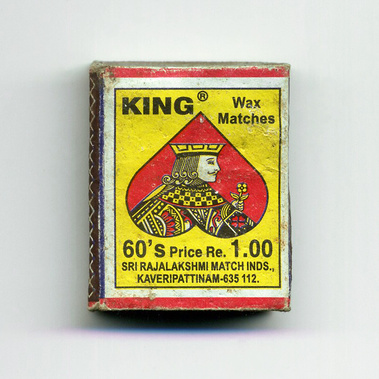 KING® Wax
Matches
60'S Price Re. 1.00
SRI RAJALAKSHMI MATCH INDS.,
KAVERIPATTINAM-635 112.